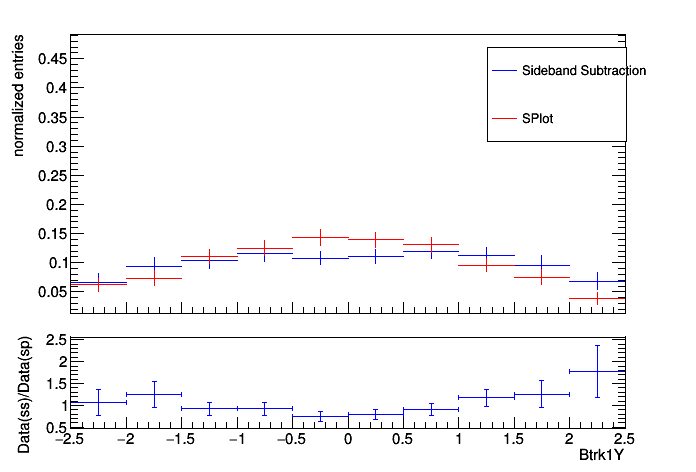 normalized entries
0.45
0.4
0.35
0.3
0.25
0.2
0.15
0.1
0.05
Sideband Subtraction
SPlot
Data(ss)/Data(sp)
2.5
2
1.5
1
0.5
−2.5 −2 −1.5 −1 −0.5 0 0.5 1 1.5 2 2.5
Btrk1Y